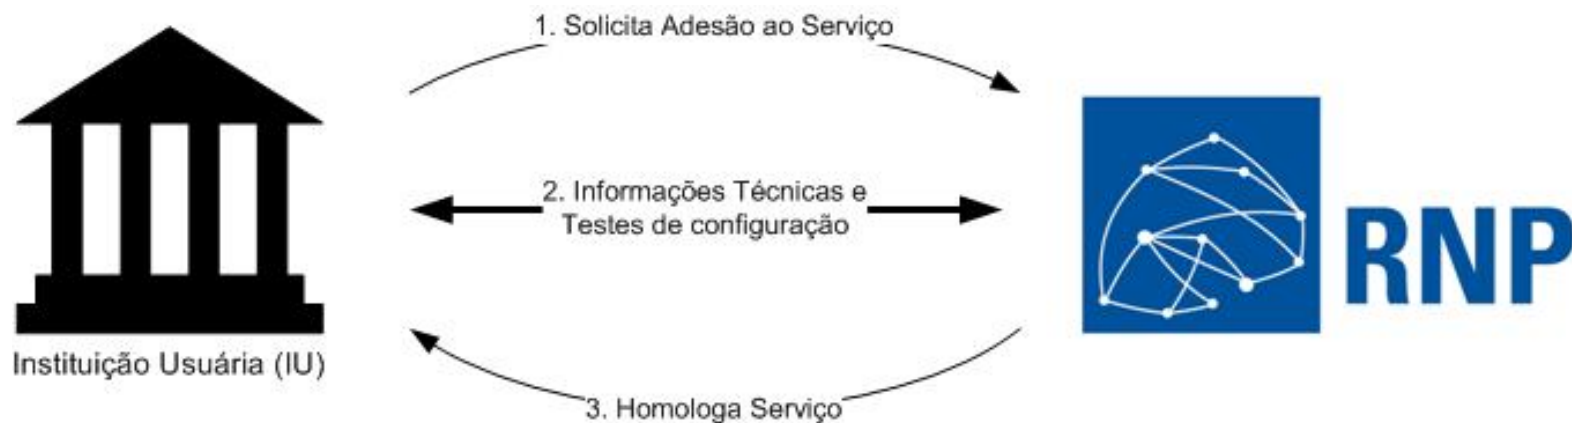 1. Solicita Adesão ao Serviço
2. Informações Técnicas e
Testes de configuração
RNP
Instituição Usuária (IU)
3. Homologa Serviço